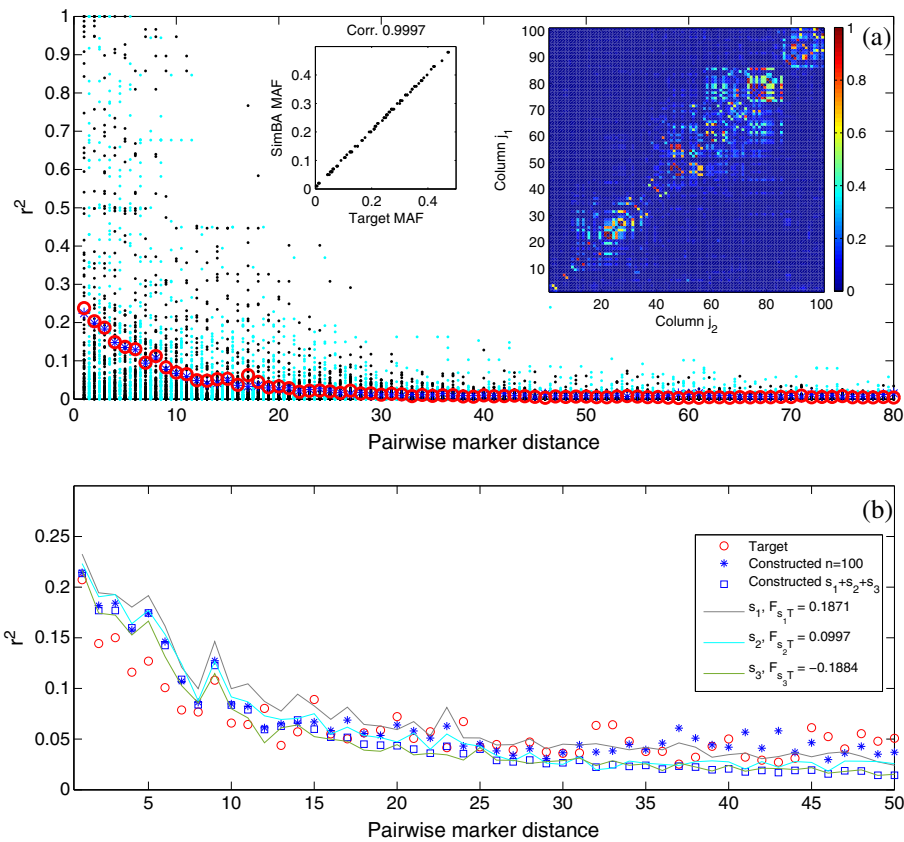 (a)
1
0.9
0.8
0.7
0.6
0.5
0.4
0.3
0.2
0.1
0
r²
0 10 20 30 40 50 60 70 80
Pairwise marker distance
Corr. 0.9997
SimBA MAF
0.4
0.3
0.2
0.1
0
0 0.2 0.4
Target MAF
Column j₁
100
90
80
70
60
50
40
30
20
10
20 40 60 80 100
Column j₂
1
0.8
0.6
0.4
0.2
0
(b)
0.25
0.2
0.15
0.1
0.05
0
r²
5 10 15 20 25 30 35 40 45 50
Pairwise marker distance
Target
Constructed n=100
Constructed s₁+s₂+s₃
s₁, F_{s₁T} = 0.1871
s₂, F_{s₂T} = 0.0997
s₃, F_{s₃T} = −0.1884